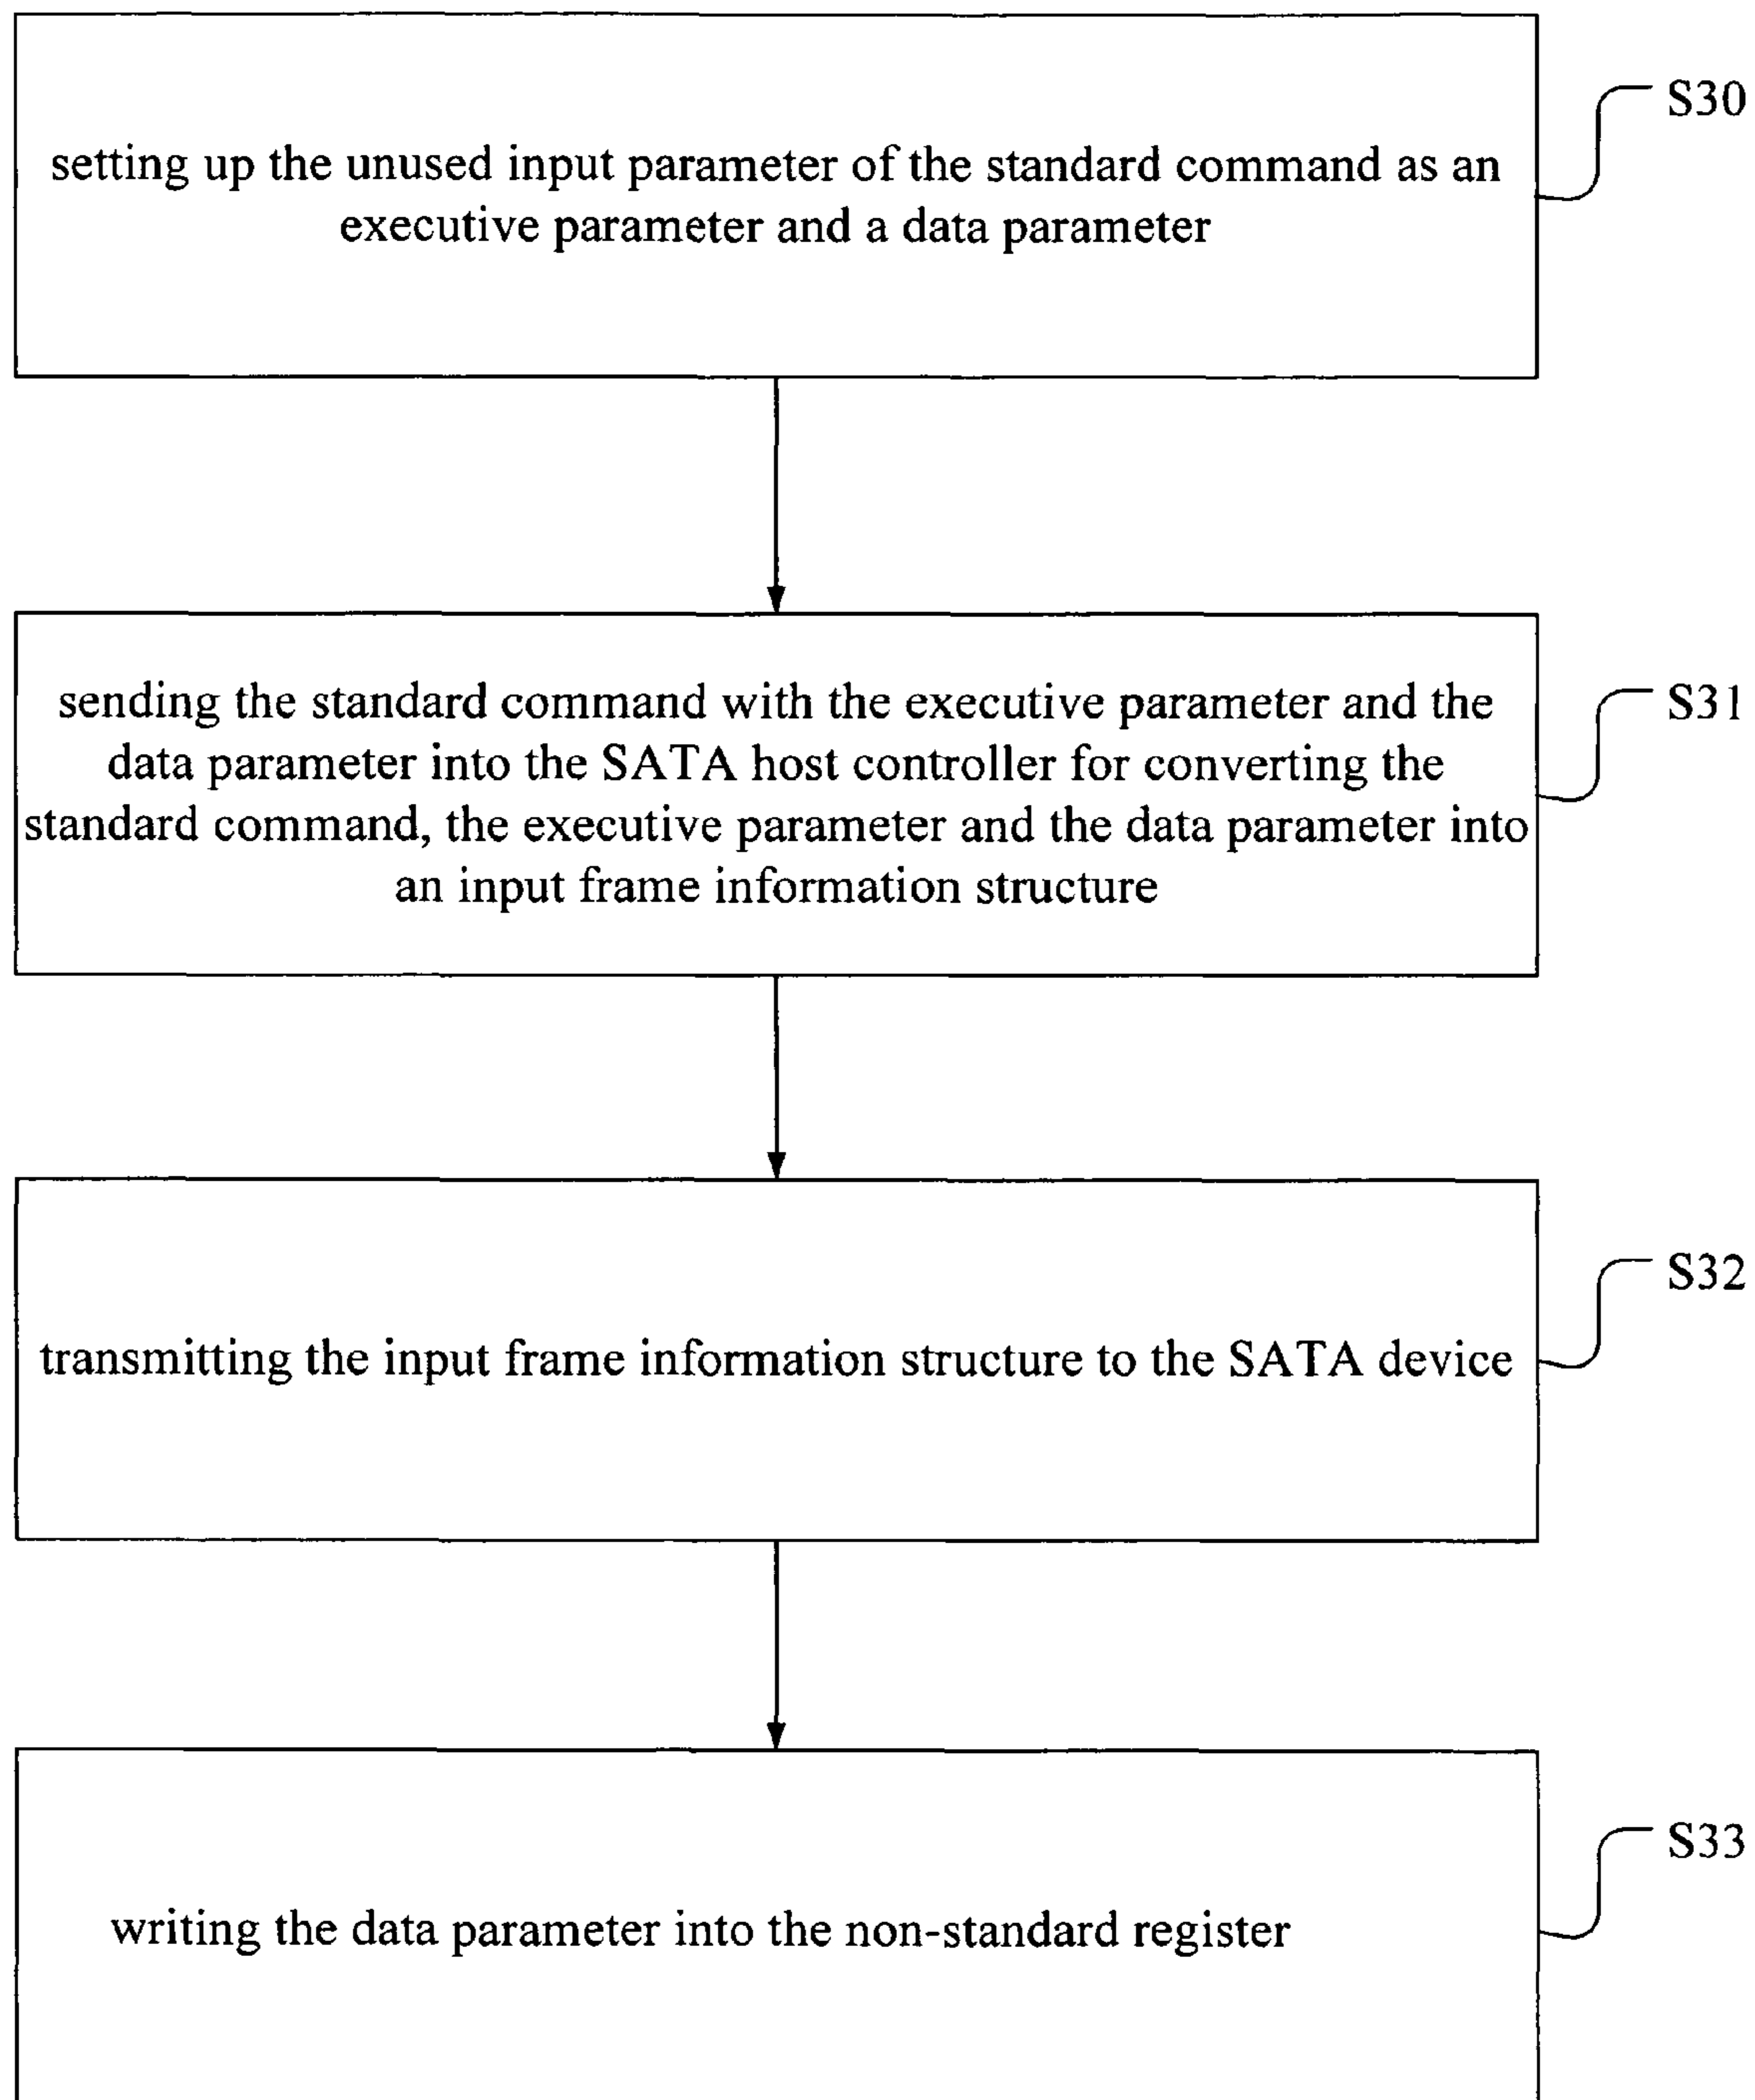 setting up the unused input parameter of the standard command as an
executive parameter and a data parameter
S30
sending the standard command with the executive parameter and the
data parameter into the SATA host controller for converting the
standard command, the executive parameter and the data parameter into
an input frame information structure
S31
transmitting the input frame information structure to the SATA device
S32
writing the data parameter into the non-standard register
S33